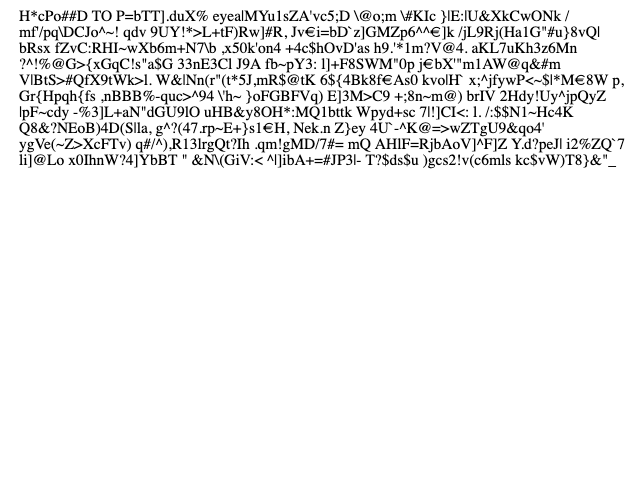 H*cPo##D TO P=bTT].duX% eyea|MYu1sZA'vc5;D \@o;m \#KIc }|E:|U&XkCwONk /
mf'/pq\DCJo^~! qdv 9UY!*>L+tF)Rw]#R, Jv€i=bD`z]GMZp6^^€]k /jL9Rj(Ha1G"#u}8vQ|
bRsx fZvC:RHI~wXb6m+N7\b ,x50k'on4 +4c$hOvD'as h9.'*1m?V@4. aKL7uKh3z6Mn
?^!%@G>{xGqC!s"a$G 33nE3Cl J9A fb~pY3: l]+F8SWM"0p j€bX'"m1AW@q&#m
V|BtS>#QfX9tWk>l. W&|Nn(r"(t*5J,mR$@tK 6${4Bk8f€As0 kvo|H` x;^jfywP<~$|*M€8W p,
Gr{Hpqh{fs ,nBBB%-quc>^94 \'h~ }oFGBFVq) E]3M>C9 +;8n~m@) brIV 2Hdy!Uy^jpQyZ
|pF~cdy -%3]L+aN"dGU9lO uHB&y8OH*:MQ1bttk Wpyd+sc 7|!]CI<: l. /:$$N1~Hc4K
Q8&?NEoB)4D(S||a, g^?(47.rp~E+}s1€H, Nek.n Z}ey 4U`-^K@=>wZTgU9&qo4'
ygVe(~Z>XcFTv) q#/^),R13lrgQt?Ih .qm!gMD/7#= mQ AHlF=RjbAoV]^F]Z Y.d?peJ| i2%ZQ`7
li]@Lo x0IhnW?4]YbBT " &N\(GiV:< ^|]ibA+=#JP3|- T?$ds$u )gcs2!v(c6mls kc$vW)T8}&"_